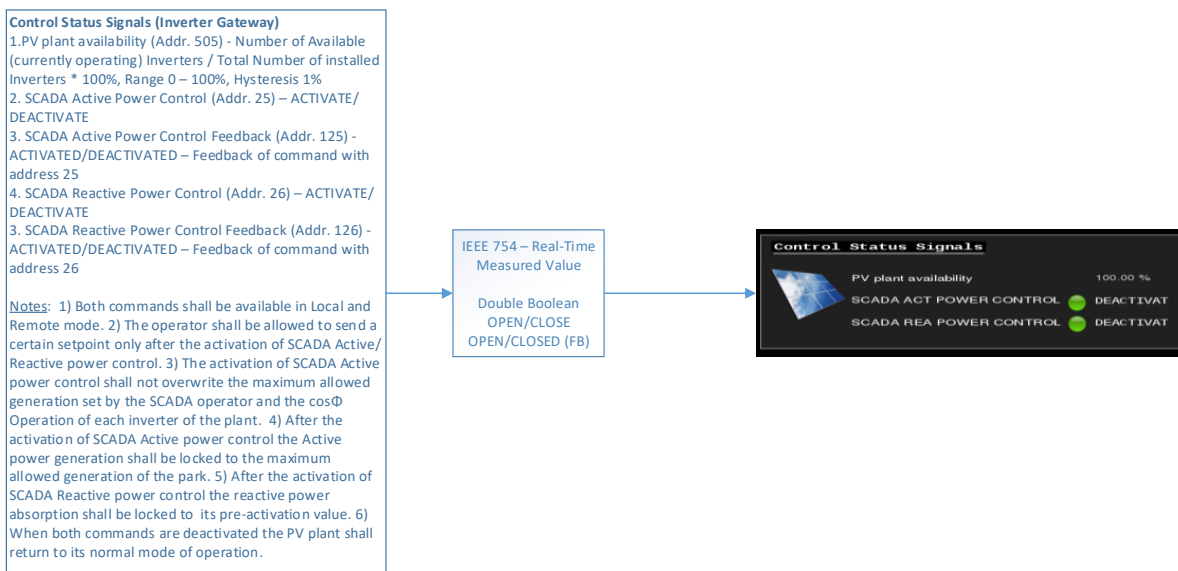 Control Status Signals (Inverter Gateway)
1.PV plant availability (Addr. 505) - Number of Available
(currently operating) Inverters / Total Number of installed
Inverters * 100%, Range 0 – 100%, Hysteresis 1%
2. SCADA Active Power Control (Addr. 25) – ACTIVATE/
DEACTIVATE
3. SCADA Active Power Control Feedback (Addr. 125) -
ACTIVATED/DEACTIVATED – Feedback of command with
address 25
4. SCADA Reactive Power Control (Addr. 26) – ACTIVATE/
DEACTIVATE
3. SCADA Reactive Power Control Feedback (Addr. 126) -
ACTIVATED/DEACTIVATED – Feedback of command with
address 26
Notes: 1) Both commands shall be available in Local and
Remote mode. 2) The operator shall be allowed to send a
certain setpoint only after the activation of SCADA Active/
Reactive power control. 3) The activation of SCADA Active
power control shall not overwrite the maximum allowed
generation set by the SCADA operator and the cosΦ
Operation of each inverter of the plant. 4) After the
activation of SCADA Active power control the Active
power generation shall be locked to the maximum
allowed generation of the park. 5) After the activation of
SCADA Reactive power control the reactive power
absorption shall be locked to its pre-activation value. 6)
When both commands are deactivated the PV plant shall
return to its normal mode of operation.
IEEE 754 – Real-Time
Measured Value
Double Boolean
OPEN/CLOSE
OPEN/CLOSED (FB)
Control Status Signals
PV plant availability 100.00 %
SCADA ACT POWER CONTROL DEACTIVAT
SCADA REA POWER CONTROL DEACTIVAT